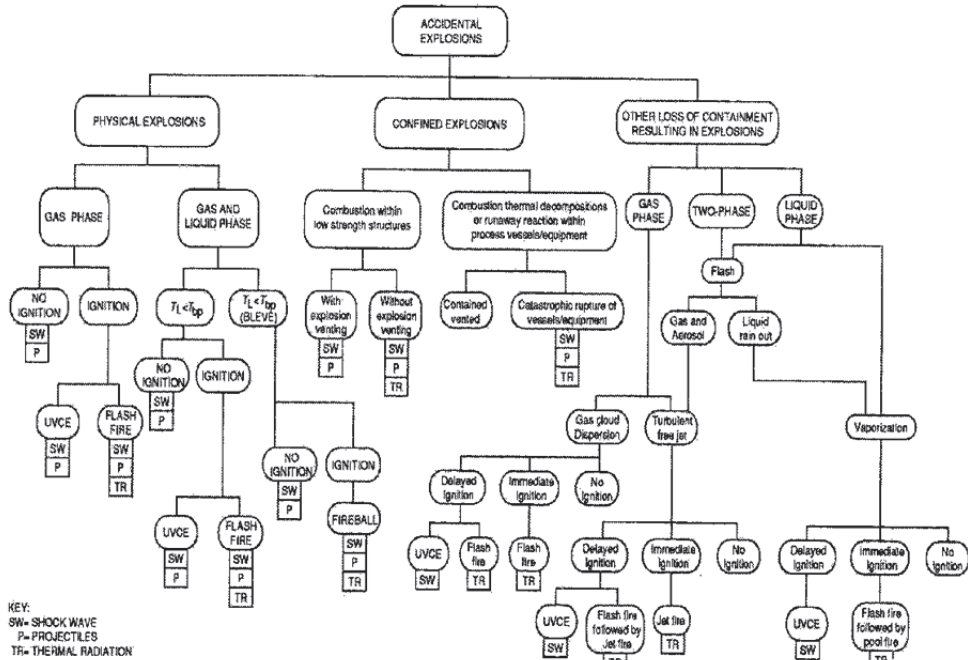 ACCIDENTAL
EXPLOSIONS
PHYSICAL EXPLOSIONS
CONFINED EXPLOSIONS
OTHER LOSS OF CONTAINMENT
RESULTING IN EXPLOSIONS
GAS PHASE
GAS AND
LIQUID PHASE
Combustion within
low strength structures
Combustion thermal decompositions
or runaway reaction within
process vessels/equipment
GAS
PHASE
TWO-PHASE
LIQUID
PHASE
Flash
NO
IGNITION
SW
P
IGNITION
TL<Tbp
TL<Tbp
(BLEVE)
With
explosion
venting
SW
P
Without
explosion
venting
SW
P
TR
Contained
vented
Catastrophic rupture of
vessels/equipment
SW
P
TR
Gas and
Aerosol
Liquid
rain out
NO
IGNITION
SW
P
IGNITION
UVCE
SW
P
FLASH
FIRE
SW
P
TR
Gas cloud
Dispersion
Turbulent
free jet
Vaporization
NO
IGNITION
SW
P
IGNITION
Delayed
ignition
Immediate
ignition
No
ignition
UVCE
SW
P
FLASH
FIRE
SW
P
TR
FIREBALL
SW
P
TR
UVCE
SW
Flash
fire
TR
Flash
fire
TR
Delayed
ignition
Immediate
ignition
No
ignition
Delayed
ignition
Immediate
ignition
No
ignition
UVCE
SW
Flash fire
followed by
Jet fire
TR
Jet fire
TR
UVCE
SW
Flash fire
followed by
pool fire
TR
KEY:
SW= SHOCK WAVE
P= PROJECTILES
TR= THERMAL RADIATION